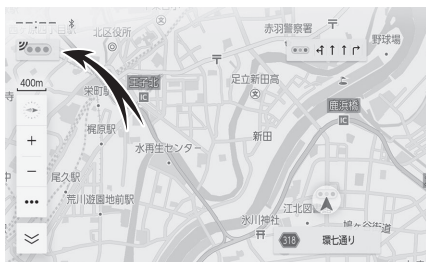 --:--
北区役所
赤羽警察署
野球場
400m
寺
栄町駅
王子北
IC
足立新田高
鹿浜橋
IC
梶原駅
水再生センター
新田
尾久駅
荒川遊園地前駅
江北図
氷川神社
318
環七通り